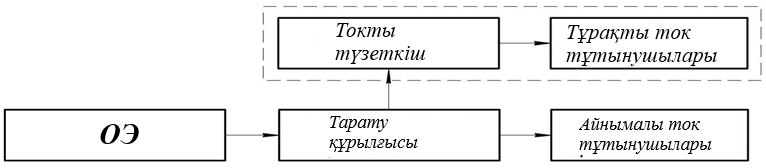 Токты
түзеткіш
Тұрақты ток
тұтынушылары
ОЭ
Тарату
құрылғысы
Айнымалы ток
тұтынушылары